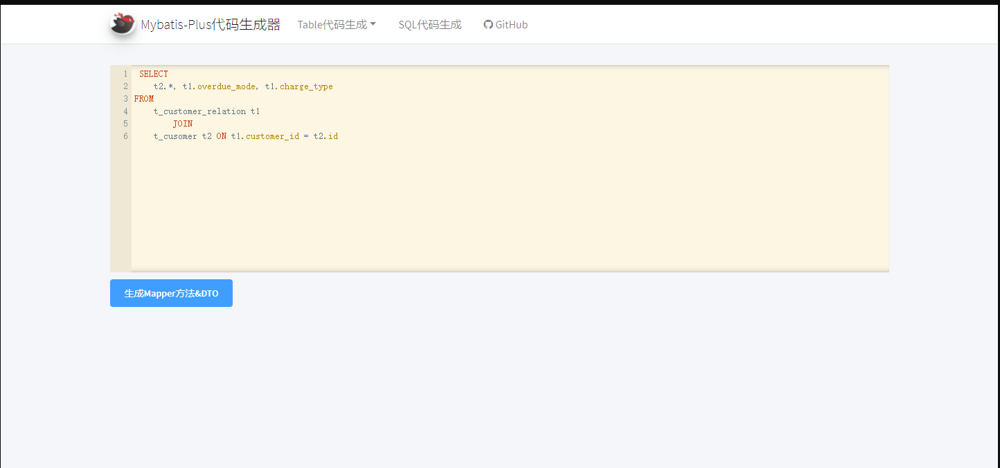 Mybatis-Plus代码生成器 Table代码生成 SQL代码生成 GitHub
1 SELECT
2 t2.*, t1.overdue_mode, t1.charge_type
3 FROM
4 t_customer_relation t1
5 JOIN
6 t_cusomer t2 ON t1.customer_id = t2.id
生成Mapper方法&DTO